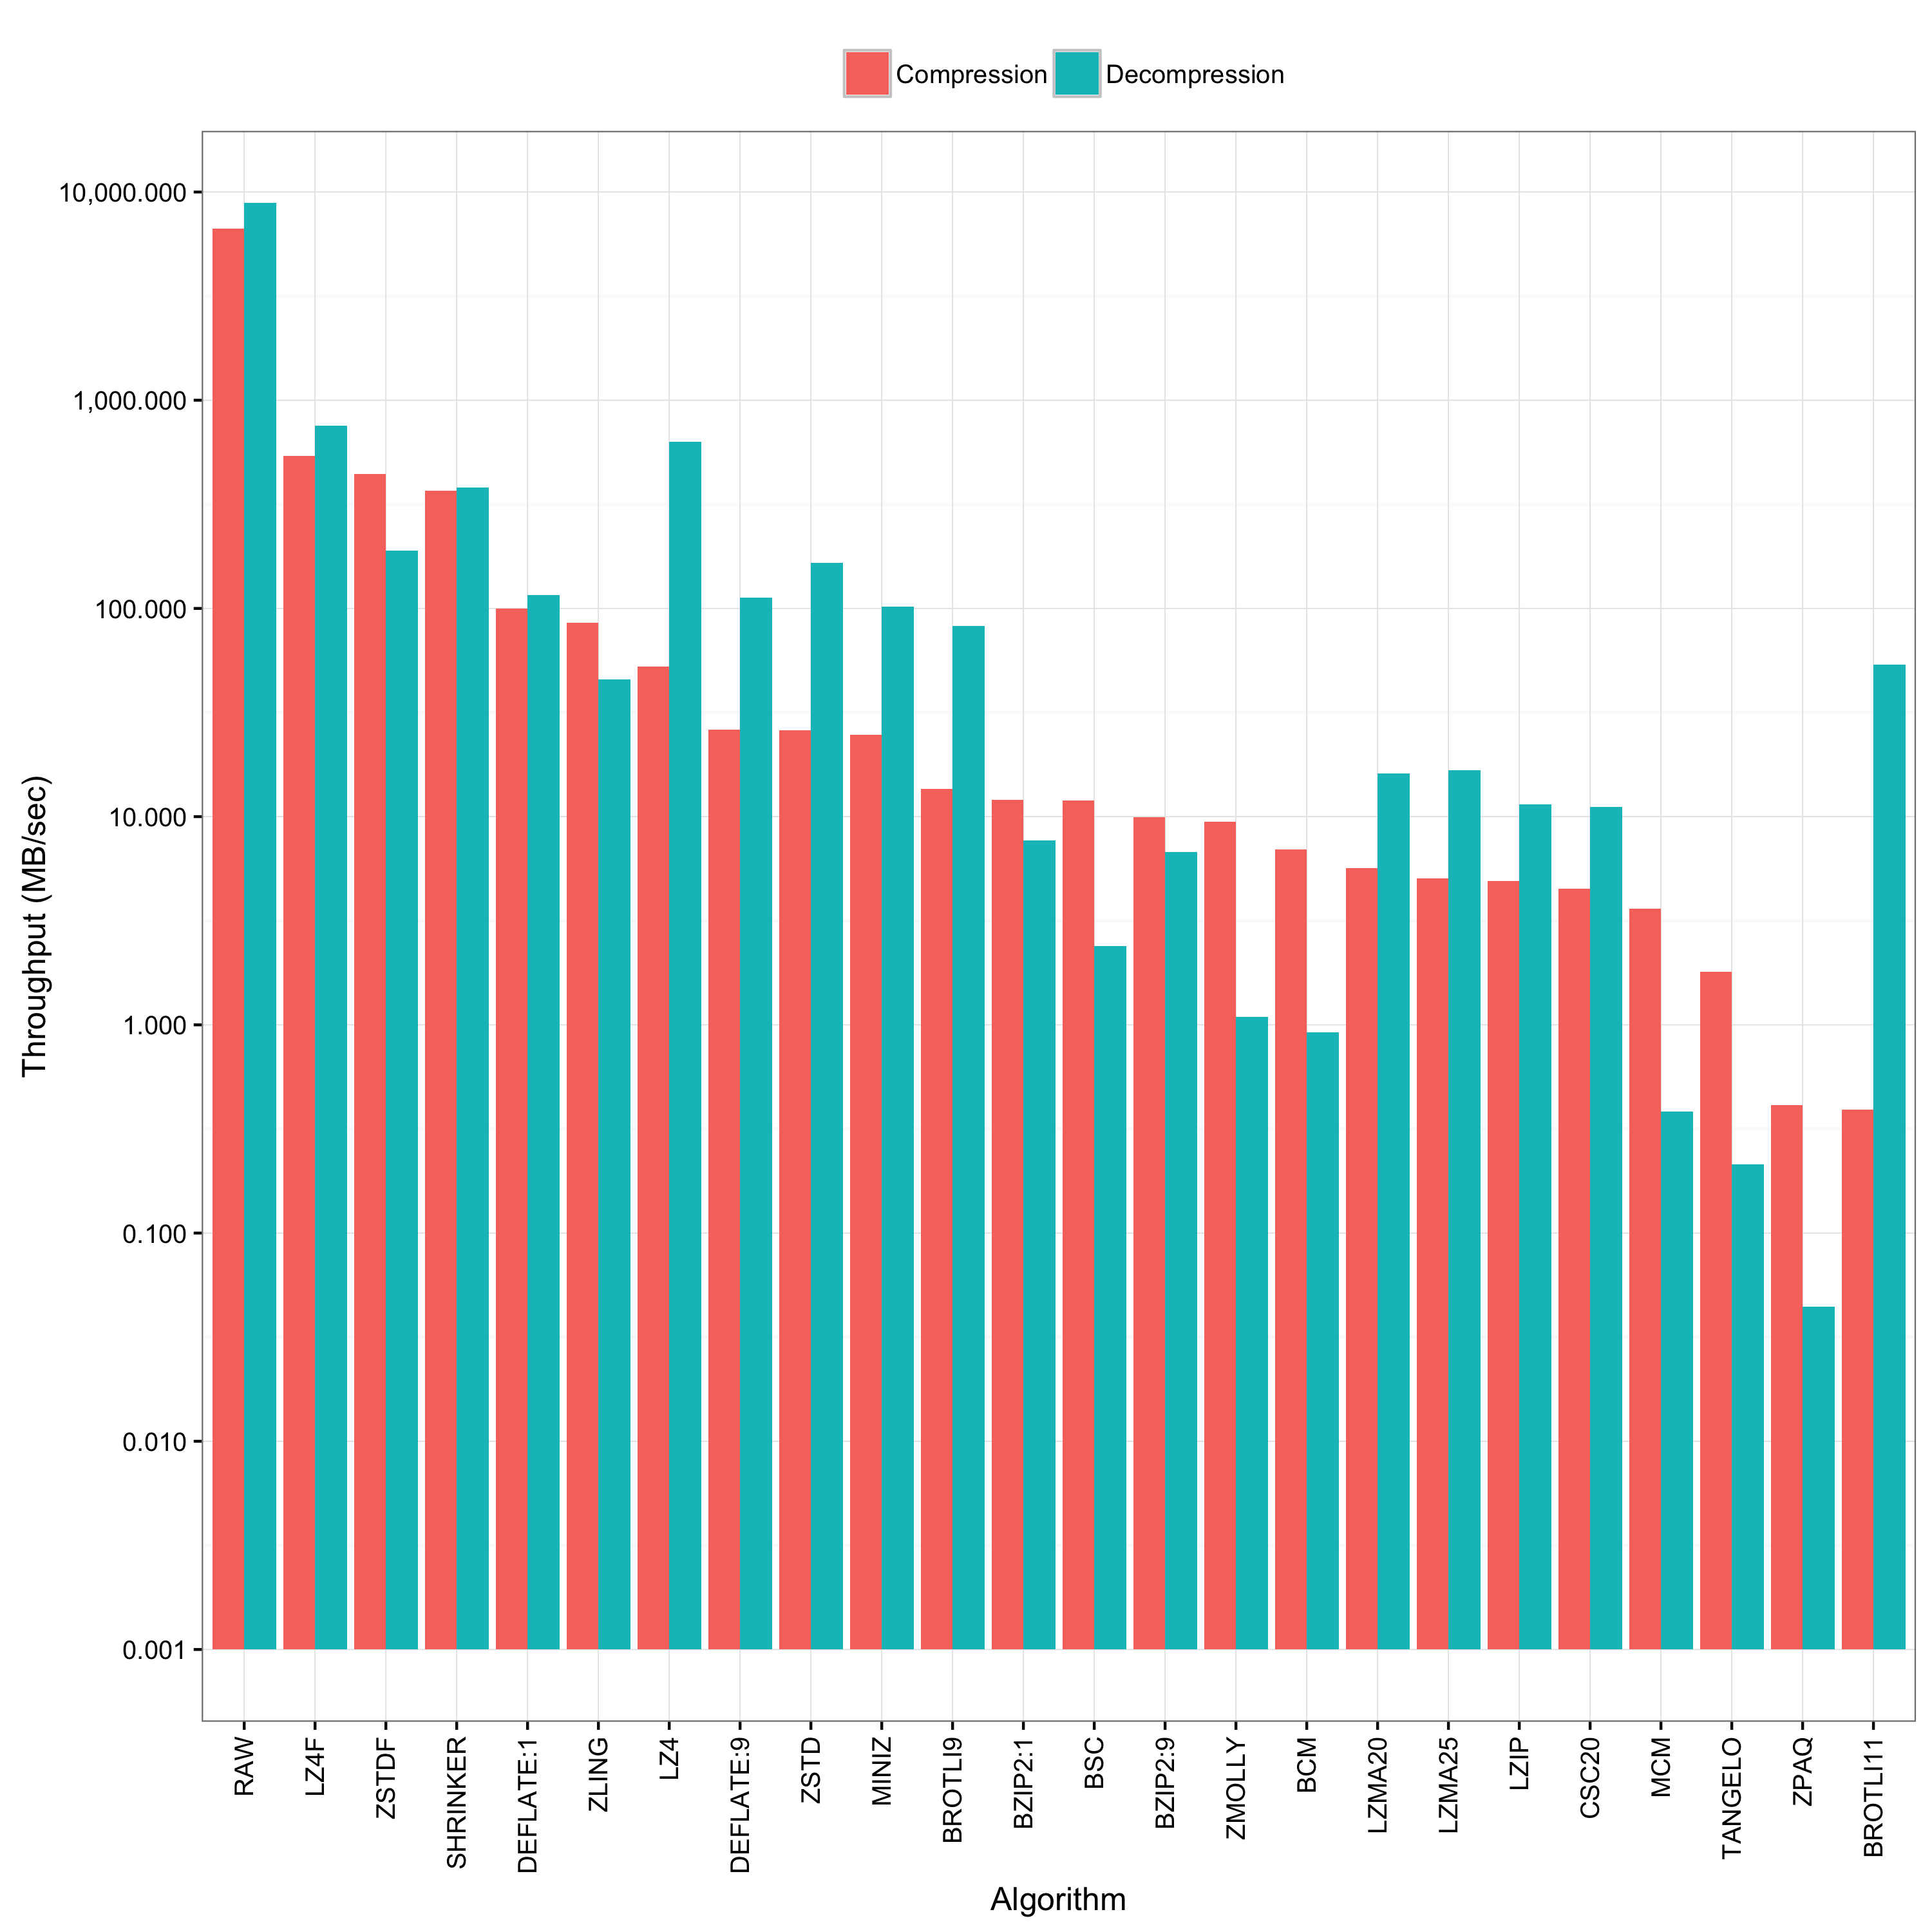 Compression Decompression
10,000.000
1,000.000
100.000
10.000
1.000
0.100
0.010
0.001
Throughput (MB/sec)
RAW
LZ4F
ZSTDF
SHRINKER
DEFLATE:1
ZLING
LZ4
DEFLATE:9
ZSTD
MINIZ
BROTLI9
BZIP2:1
BSC
BZIP2:9
ZMOLLY
BCM
LZMA20
LZMA25
LZIP
CSC20
MCM
TANGELO
ZPAQ
BROTLI11
Algorithm